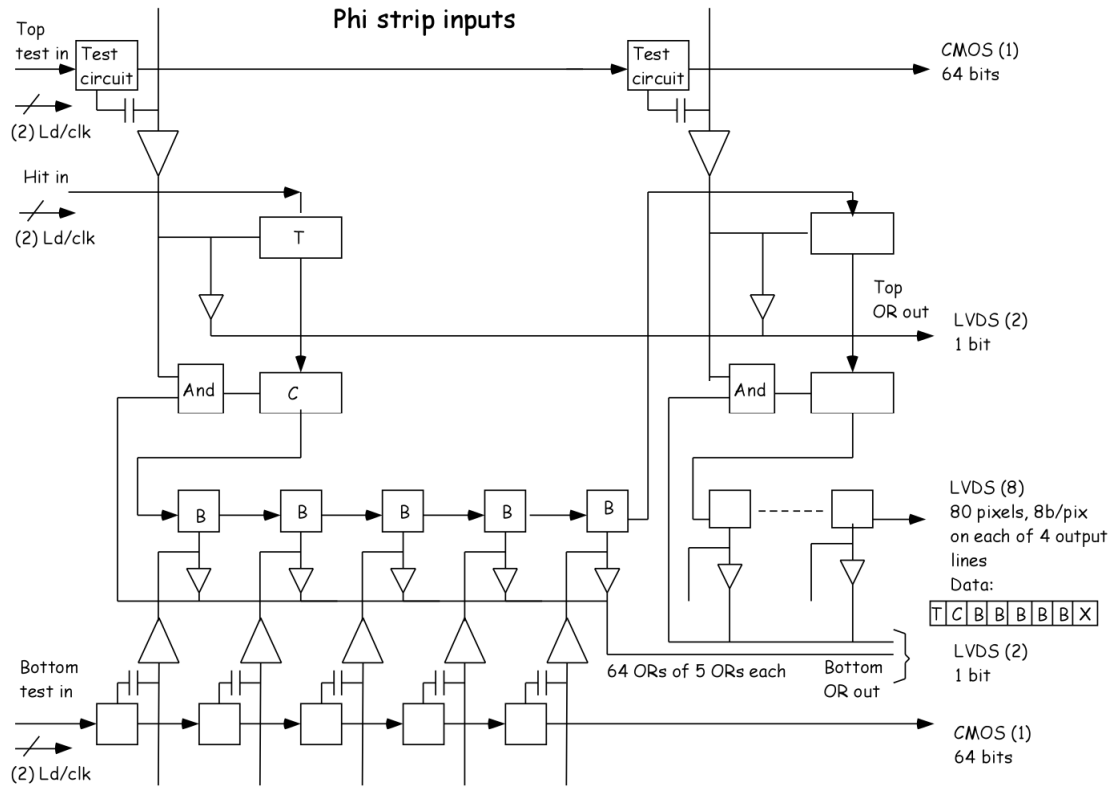 Phi strip inputs
Top
test in
Test
circuit
Test
circuit
CMOS (1)
64 bits
(2) Ld/clk
Hit in
(2) Ld/clk
T
Top
OR out
LVDS (2)
1 bit
And
C
And
B
B
B
B
B
LVDS (8)
80 pixels, 8b/pix
on each of 4 output
lines
Data:
T C B B B B B X
64 ORs of 5 ORs each
Bottom
OR out
LVDS (2)
1 bit
Bottom
test in
(2) Ld/clk
CMOS (1)
64 bits